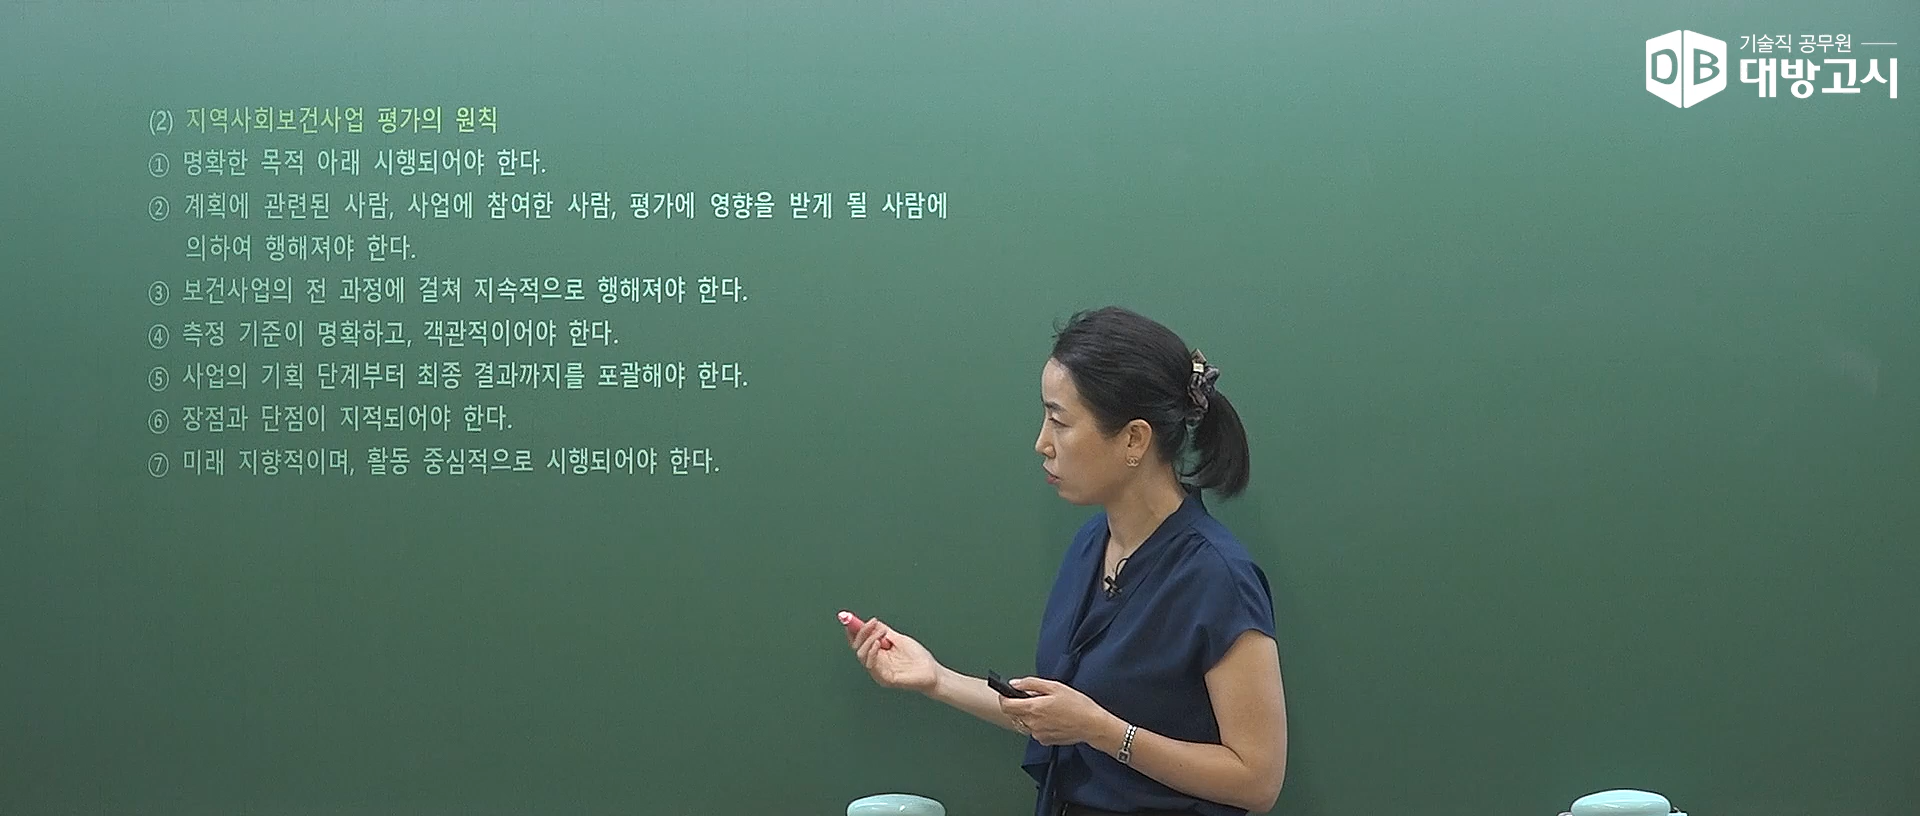 기술직 공무원
DB 대방고시
(2) 지역사회보건사업 평가의 원칙
① 명확한 목적 아래 시행되어야 한다.
② 계획에 관련된 사람, 사업에 참여한 사람, 평가에 영향을 받게 될 사람에
의하여 행해져야 한다.
③ 보건사업의 전 과정에 걸쳐 지속적으로 행해져야 한다.
④ 측정 기준이 명확하고, 객관적이어야 한다.
⑤ 사업의 기획 단계부터 최종 결과까지를 포괄해야 한다.
⑥ 장점과 단점이 지적되어야 한다.
⑦ 미래 지향적이며, 활동 중심적으로 시행되어야 한다.